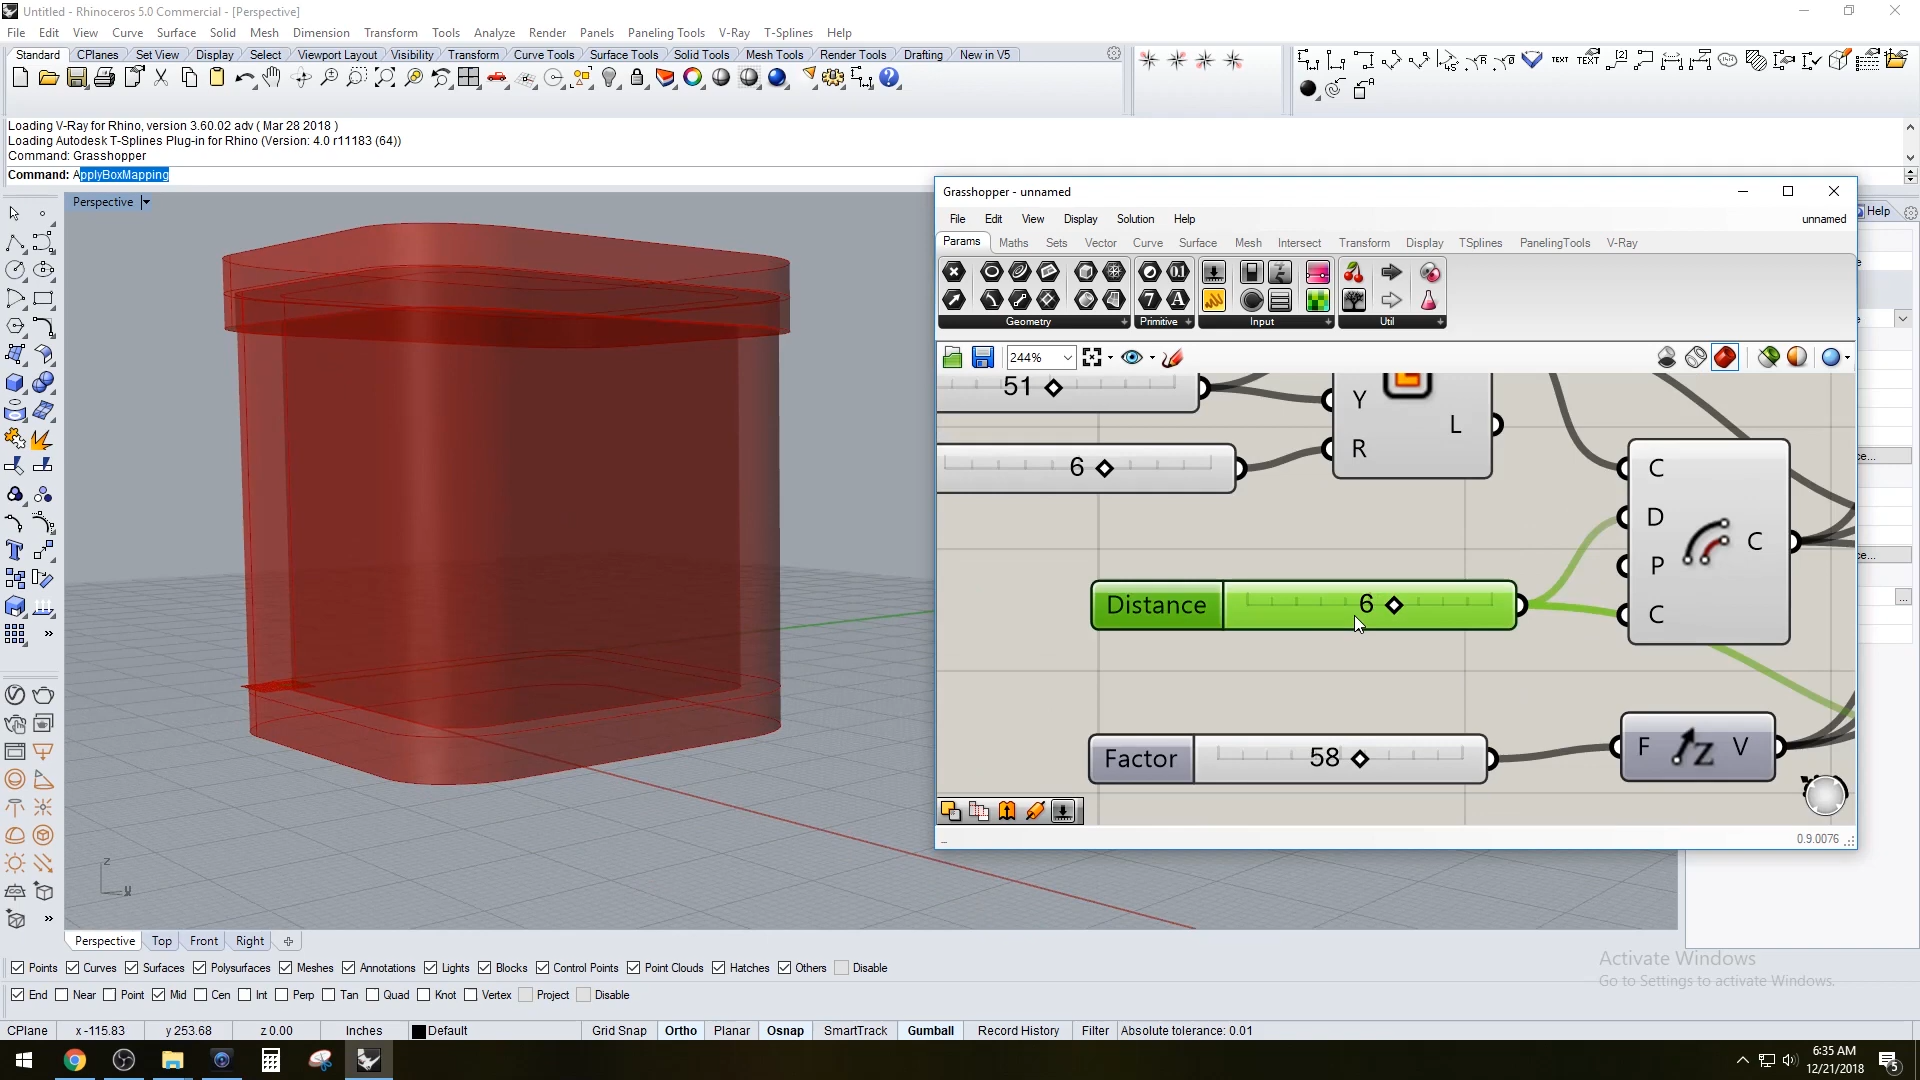 Untitled - Rhinoceros 5.0 Commercial - [Perspective]
File Edit View Curve Surface Solid Mesh Dimension Transform Tools Analyze Render Panels Paneling Tools V-Ray T-Splines Help
Standard CPlanes Set View Display Select Viewport Layout Visibility Transform Curve Tools Surface Tools Solid Tools Mesh Tools Render Tools Drafting New in V5
TEXT TEXT
Loading V-Ray for Rhino, version 3.60.02 adv ( Mar 28 2018 )
Loading Autodesk T-Splines Plug-in for Rhino (Version: 4.0 r11183 (64))
Command: Grasshopper
Command: ApplyBoxMapping
Perspective
Grasshopper - unnamed
File Edit View Display Solution Help unnamed
Help
Params Maths Sets Vector Curve Surface Mesh Intersect Transform Display TSplines PanelingTools V-Ray
Geometry Primitive Input Util
244%
51 Y L
6 R
C
D
P C
C
Distance 6
Factor 58 F Z V
0.9.0076
z
y
Perspective Top Front Right
Points Curves Surfaces Polysurfaces Meshes Annotations Lights Blocks Control Points Point Clouds Hatches Others Disable
Activate Windows
Go to Settings to activate Windows.
End Near Point Mid Cen Int Perp Tan Quad Knot Vertex Project Disable
CPlane x -115.83 y 253.68 z 0.00 Inches Default Grid Snap Ortho Planar Osnap SmartTrack Gumball Record History Filter Absolute tolerance: 0.01
6:35 AM
12/21/2018
5